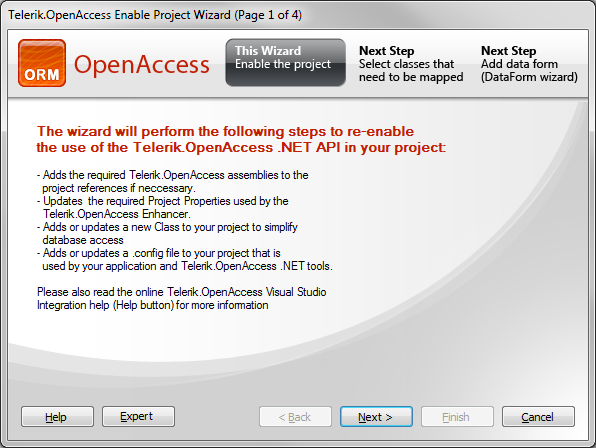 Telerik.OpenAccess Enable Project Wizard (Page 1 of 4)
ORM
OpenAccess
This Wizard
Enable the project
Next Step
Select classes that
need to be mapped
Next Step
Add data form
(DataForm wizard)
The wizard will perform the following steps to re-enable
the use of the Telerik.OpenAccess .NET API in your project:
- Adds the required Telerik.OpenAccess assemblies to the
project references if neccessary.
- Updates the required Project Properties used by the
Telerik.OpenAccess Enhancer.
- Adds or updates a new Class to your project to simplify
database access
- Adds or updates a .config file to your project that is
used by your application and Telerik.OpenAccess .NET tools.
Please also read the online Telerik.OpenAccess Visual Studio
Integration help (Help button) for more information
Help
Expert
< Back
Next >
Finish
Cancel